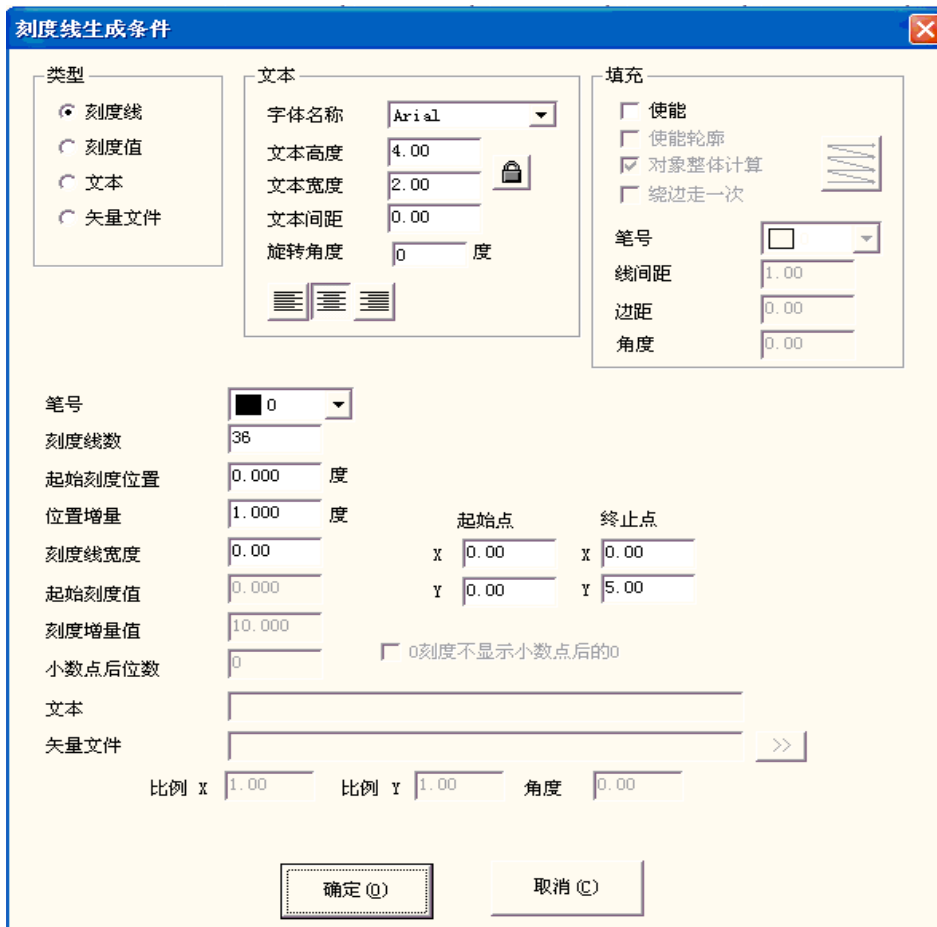 刻度线生成条件
类型
刻度线
刻度值
文本
矢量文件
文本
字体名称 Arial
文本高度 4.00
文本宽度 2.00
文本间距 0.00
旋转角度 0 度
填充
使能
使能轮廓
对象整体计算
绕边走一次
笔号 0
线间距 1.00
边距 0.00
角度 0.00
笔号 0
刻度线数 36
起始刻度位置 0.000 度
位置增量 1.000 度
起始点 终止点
刻度线宽度 0.00 X 0.00 X 0.00
起始刻度值 0.000 Y 0.00 Y 5.00
刻度增量值 10.000
小数点后位数 0 0刻度不显示小数点后的0
文本
矢量文件 >>
比例 X 1.00 比例 Y 1.00 角度 0.00
确定(O) 取消(C)